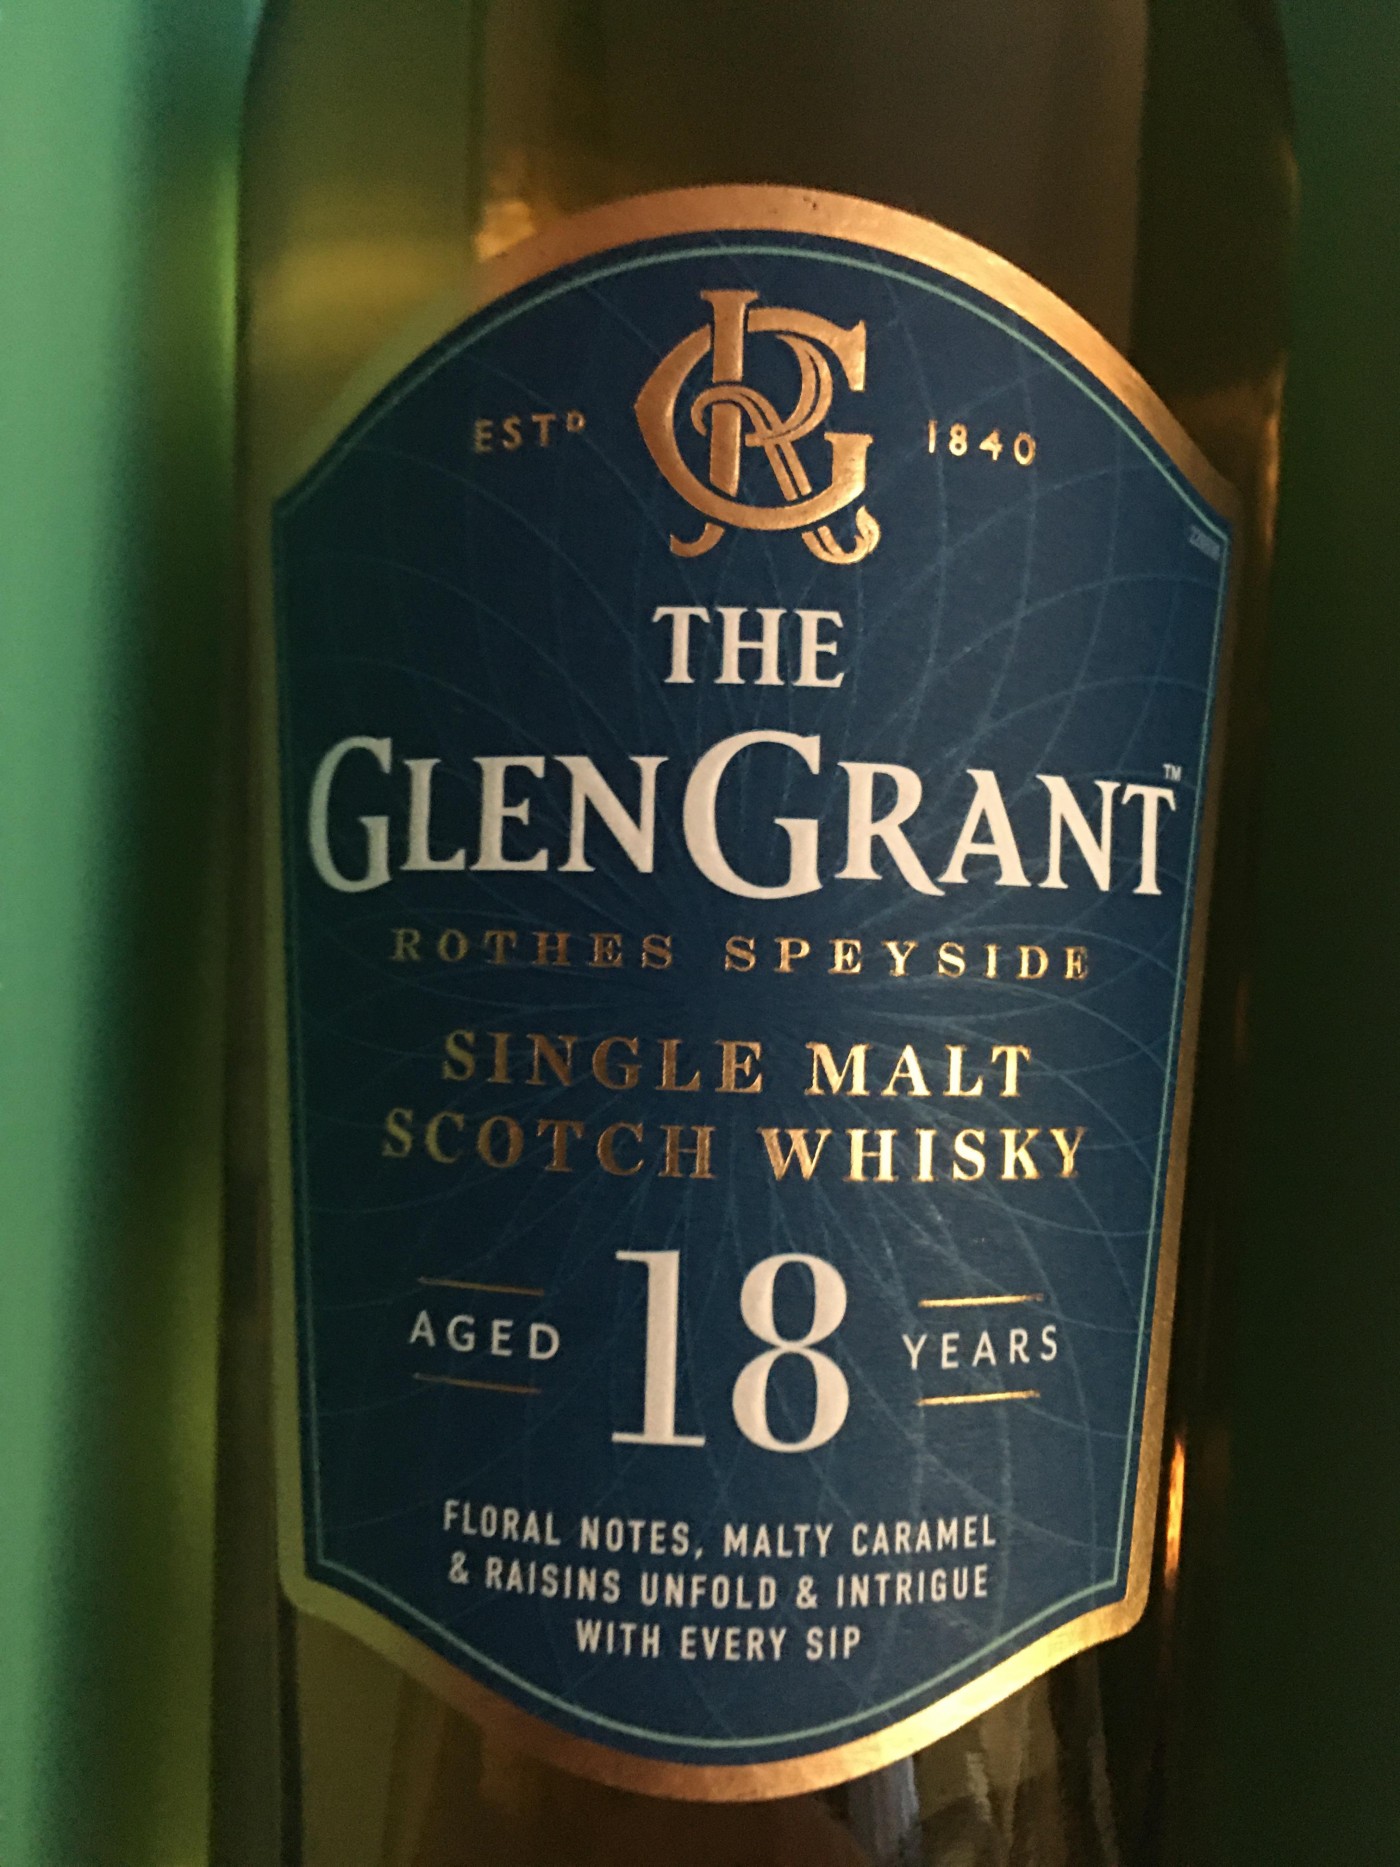 ESTD 1840
THE
GLENGRANT™
ROTHES SPEYSIDE
SINGLE MALT
SCOTCH WHISKY
AGED 18 YEARS
FLORAL NOTES, MALTY CARAMEL
& RAISINS UNFOLD & INTRIGUE
WITH EVERY SIP